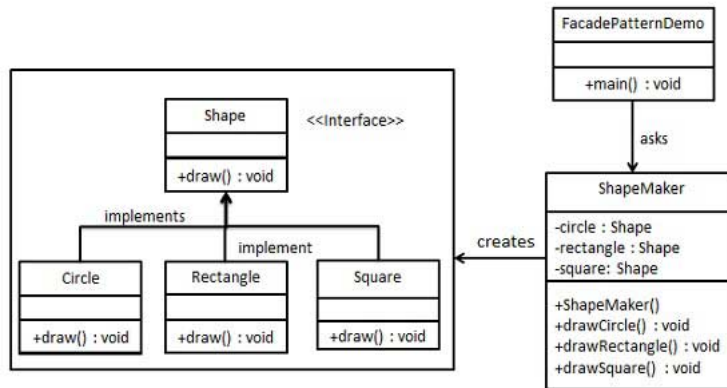 FacadePatternDemo
+main() : void
asks
Shape
<<Interface>>
+draw() : void
implements
implement
Circle
+draw() : void
Rectangle
+draw() : void
Square
+draw() : void
creates
ShapeMaker
-circle : Shape
-rectangle : Shape
-square: Shape
+ShapeMaker()
+drawCircle() : void
+drawRectangle() : void
+drawSquare() : void